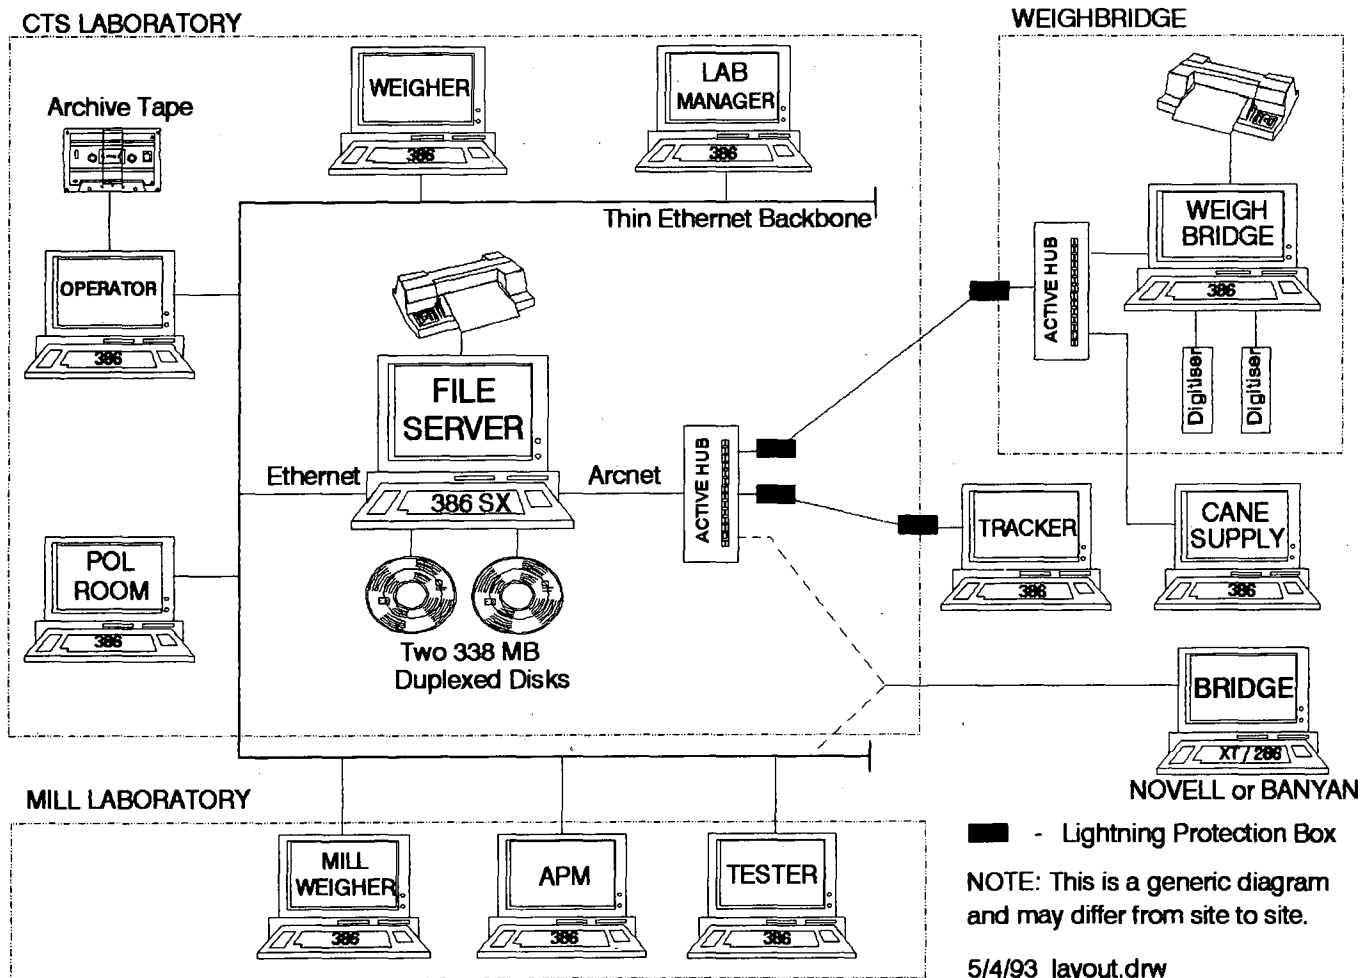 CTS LABORATORY
WEIGHBRIDGE
WEIGHER
386
LAB
MANAGER
386
Archive Tape
Thin Ethernet Backbone
OPERATOR
386
WEIGH
BRIDGE
386
ACTIVE HUB
Digitiser
Digitiser
FILE
SERVER
386 SX
Ethernet
Arcnet
ACTIVE HUB
TRACKER
386
CANE
SUPPLY
386
POL
ROOM
386
Two 338 MB
Duplexed Disks
BRIDGE
XT / 286
NOVELL or BANYAN
MILL LABORATORY
MILL
WEIGHER
386
APM
386
TESTER
386
- Lightning Protection Box
NOTE: This is a generic diagram
and may differ from site to site.
5/4/93 layout.drw